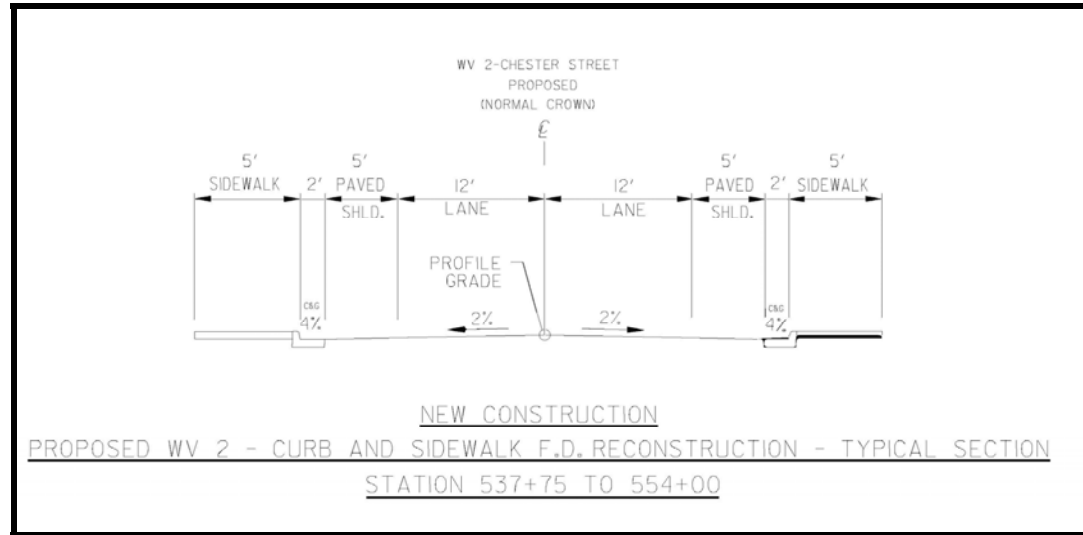 WV 2-CHESTER STREET
PROPOSED
(NORMAL CROWN)
℄
5' 5' 5' 5'
SIDEWALK 2' PAVED 12' 12' PAVED 2' SIDEWALK
SHLD. LANE LANE SHLD.
PROFILE
GRADE
C&G C&G
4% 2% 2% 4%
NEW CONSTRUCTION
PROPOSED WV 2 - CURB AND SIDEWALK F.D. RECONSTRUCTION - TYPICAL SECTION
STATION 537+75 TO 554+00